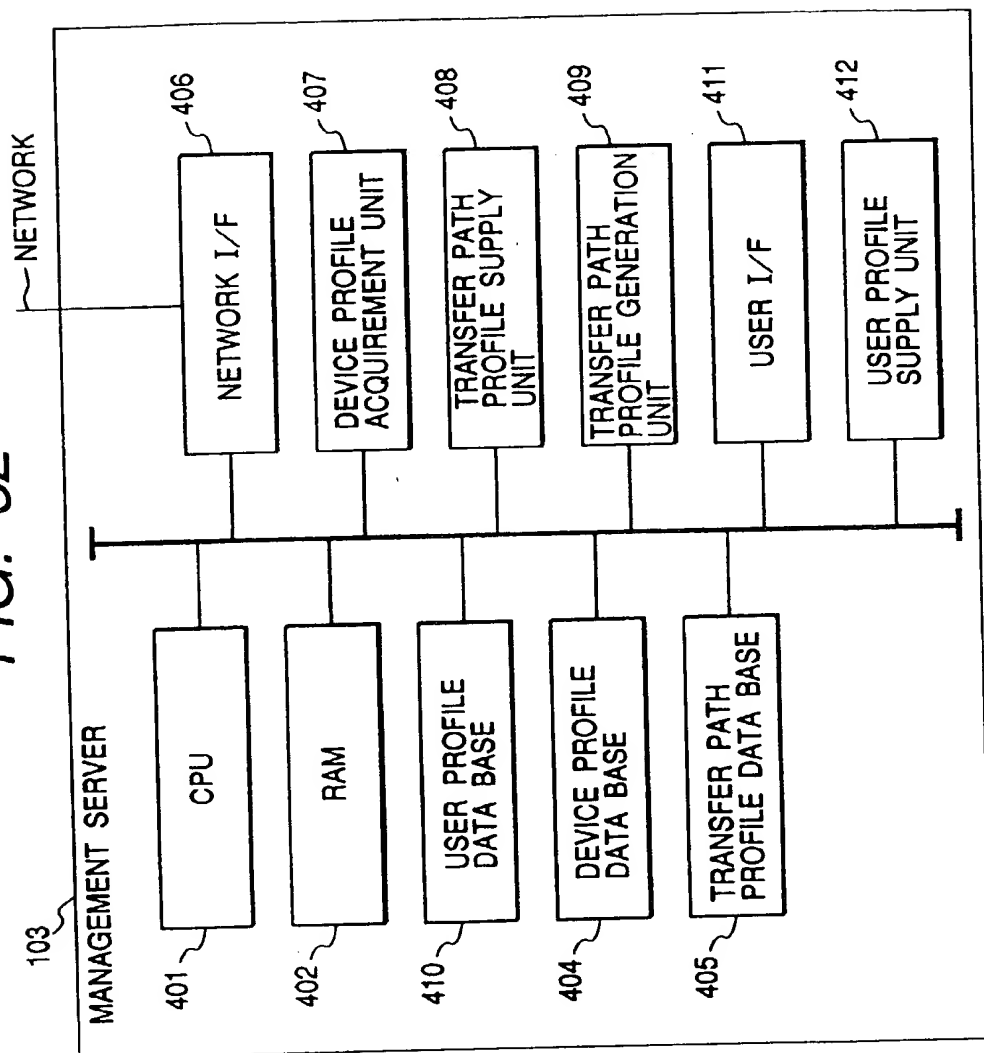 FIG. 32
NETWORK
103
MANAGEMENT SERVER
401
CPU
402
RAM
410
USER PROFILE
DATA BASE
404
DEVICE PROFILE
DATA BASE
405
TRANSFER PATH
PROFILE DATA BASE
NETWORK I/F
406
DEVICE PROFILE
ACQUIREMENT UNIT
407
TRANSFER PATH
PROFILE SUPPLY
UNIT
408
TRANSFER PATH
PROFILE GENERATION
UNIT
409
USER I/F
411
USER PROFILE
SUPPLY UNIT
412